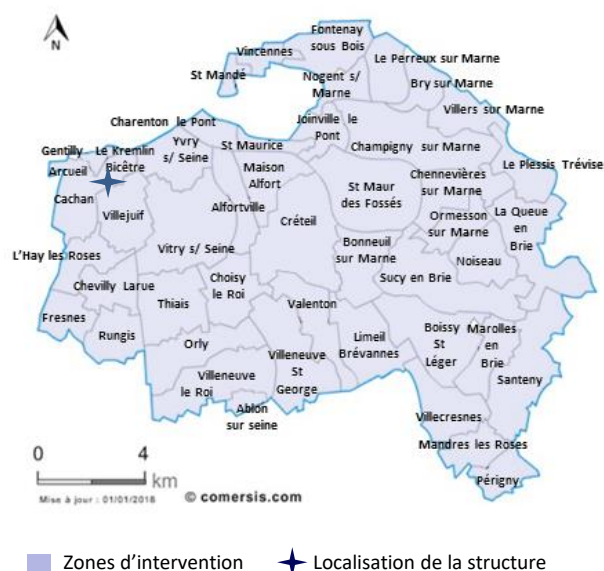 N
Fontenay
sous Bois
Vincennes
Le Perreux sur Marne
St Mandé
Nogent s/
Marne
Bry sur Marne
Villers sur Marne
Charenton le Pont
Joinville le
Pont
Yvry
s/ Seine
St Maurice
Champigny sur Marne
Gentilly
Le Kremlin
Bicêtre
Arcueil
Maison
Alfort
Le Plessis Trévise
Chennevières
sur Marne
St Maur
des Fossés
Cachan
Villejuif
Alfortville
Créteil
Ormesson
sur Marne
La Queue
en
Brie
L'Hay les Roses
Vitry s/ Seine
Bonneuil
sur Marne
Noiseau
Chevilly Larue
Choisy
le Roi
Sucy en Brie
Thiais
Valenton
Fresnes
Rungis
Orly
Limeil
Brévannes
Boissy
St
Léger
Marolles
en
Brie
Villeneuve
St
George
Santeny
Villeneuve
le Roi
Ablon
sur seine
Villecresnes
Mandres les Roses
Périgny
0 4
km
Mise à jour : 01/01/2018 © comersis.com
Zones d'intervention Localisation de la structure